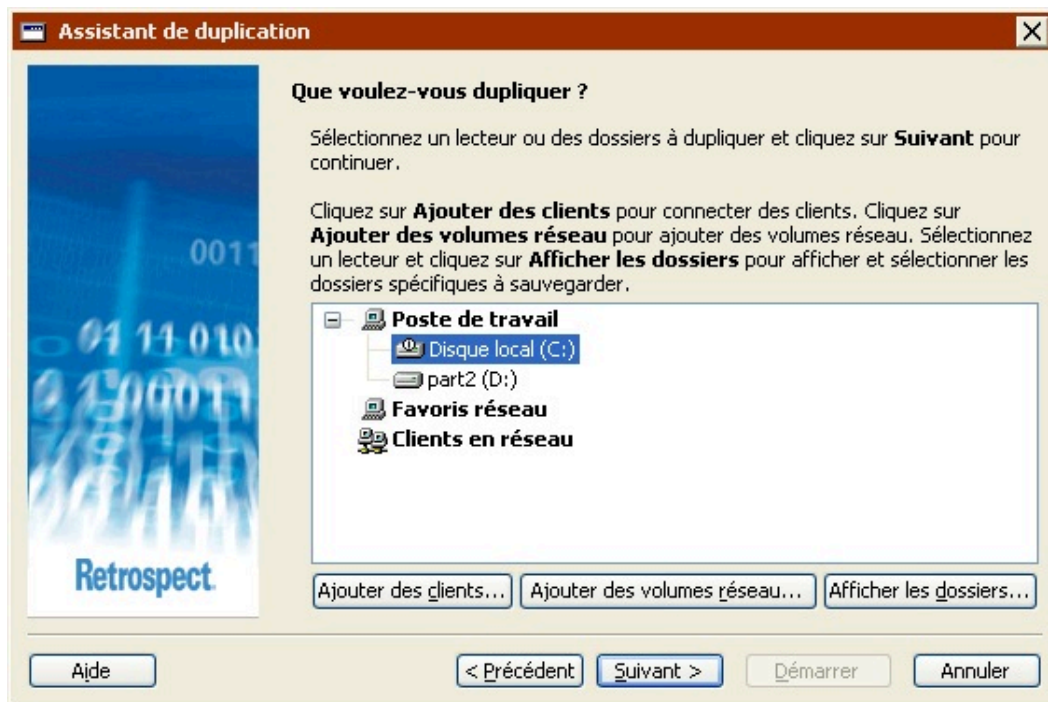 Assistant de duplication
Que voulez-vous dupliquer ?
Sélectionnez un lecteur ou des dossiers à dupliquer et cliquez sur Suivant pour
continuer.
Cliquez sur Ajouter des clients pour connecter des clients. Cliquez sur
Ajouter des volumes réseau pour ajouter des volumes réseau. Sélectionnez
un lecteur et cliquez sur Afficher les dossiers pour afficher et sélectionner les
dossiers spécifiques à sauvegarder.
Poste de travail
Disque local (C:)
part2 (D:)
Favoris réseau
Clients en réseau
0011
01 11 010
Retrospect.
Ajouter des clients... Ajouter des volumes réseau... Afficher les dossiers...
Aide < Précédent Suivant > Démarrer Annuler